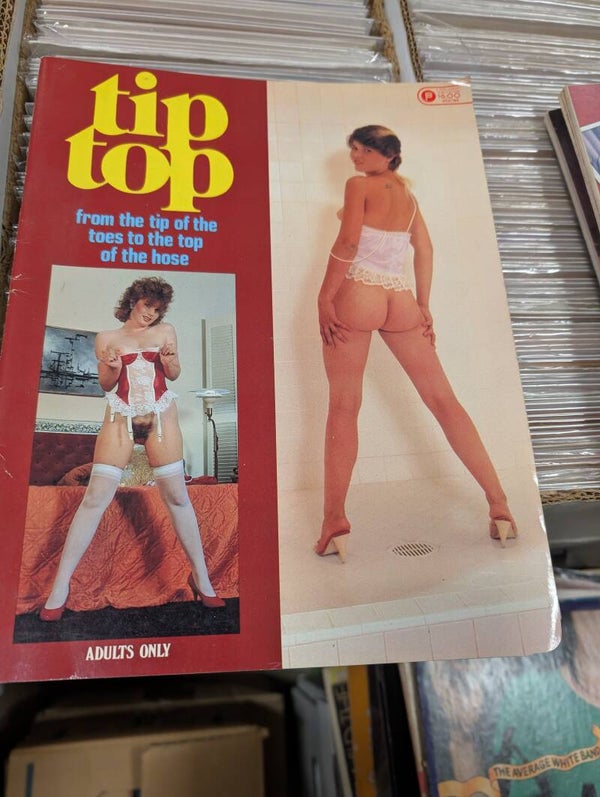 tip
top
from the tip of the
toes to the top
of the hose
P
ADULTS ONLY
THE AVERAGE WHITE BAND